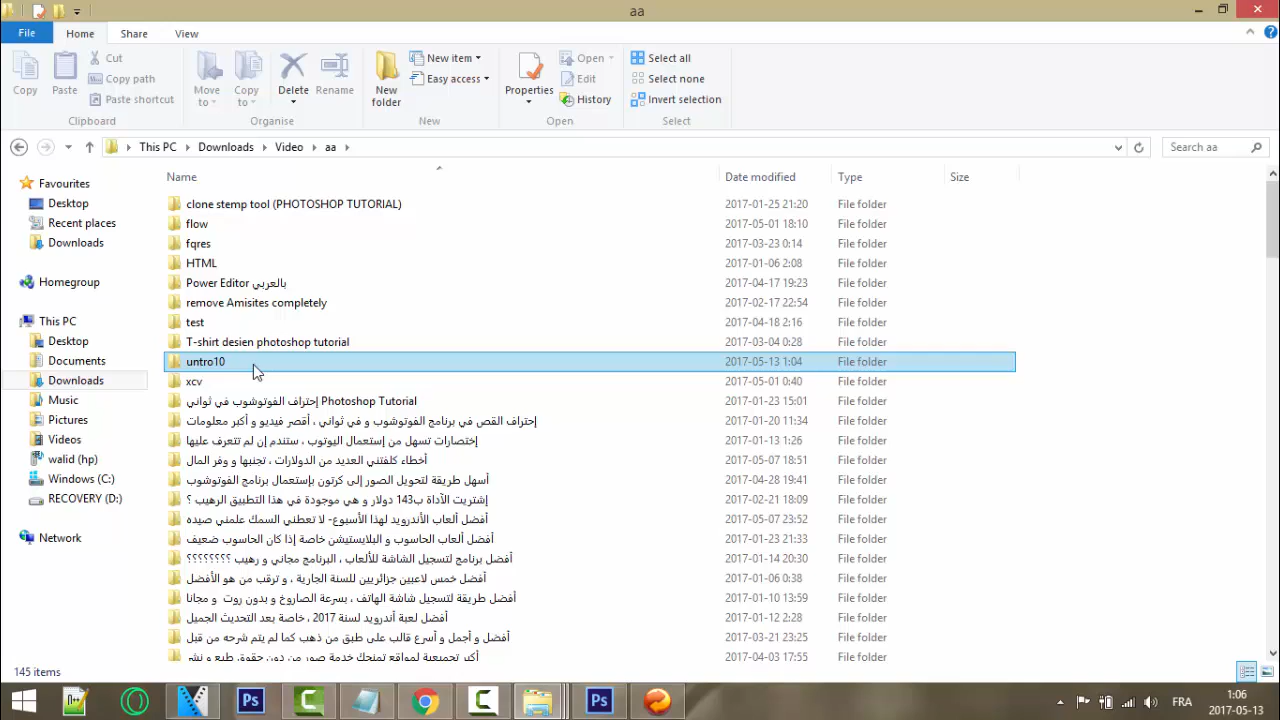 aa
File Home Share View
Copy
Paste
Cut
Copy path
Paste shortcut
Clipboard
Move to
Copy to
Delete
Rename
Organise
New folder
New item
Easy access
New
Properties
Open
Edit
History
Open
Select all
Select none
Invert selection
Select
This PC Downloads Video aa
Search aa
Favourites
Desktop
Recent places
Downloads
Homegroup
This PC
Desktop
Documents
Downloads
Music
Pictures
Videos
walid (hp)
Windows (C:)
RECOVERY (D:)
Network
Name Date modified Type Size
clone stemp tool (PHOTOSHOP TUTORIAL) 2017-01-25 21:20 File folder
flow 2017-05-01 18:10 File folder
fqres 2017-03-23 0:14 File folder
HTML 2017-01-06 2:08 File folder
Power Editor بالعربي 2017-04-17 19:23 File folder
remove Amisites completely 2017-02-17 22:54 File folder
test 2017-04-18 2:16 File folder
T-shirt desien photoshop tutorial 2017-03-04 0:28 File folder
untro10 2017-05-13 1:04 File folder
xcv 2017-05-01 0:40 File folder
إحتراف الفوتوشوب في ثواني Photoshop Tutorial 2017-01-23 15:01 File folder
إحتراف القص في برنامج الفوتوشوب و في ثواني ، أقصر فيديو و أكبر معلومات 2017-01-20 11:34 File folder
إختصارات تسهل من إستعمال اليوتوب ، ستندم إن لم تتعرف عليها 2017-01-13 1:26 File folder
أخطاء كلفتني العديد من الدولارات ، تجنبها و وفر المال 2017-05-07 18:51 File folder
أسهل طريقة لتحويل الصور إلى كرتون بإستعمال برنامج الفوتوشوب 2017-04-28 19:41 File folder
إشتريت الآداة ب143 دولار و هي موجودة في هذا التطبيق الرهيب ؟ 2017-02-21 18:09 File folder
أفضل ألعاب الأندرويد لهذا الأسبوع- لا تعطني السمك علمني صيده 2017-05-07 23:52 File folder
أفضل ألعاب الحاسوب و البلايستيشن خاصة إذا كان الحاسوب ضعيف 2017-01-23 21:33 File folder
أفضل برنامج لتسجيل الشاشة للألعاب ، البرنامج مجاني و رهيب ؟؟؟؟؟؟؟؟ 2017-01-14 20:30 File folder
أفضل خمس لاعبين جزائريين للسنة الجارية ، و ترقب من هو الأفضل 2017-01-06 0:38 File folder
أفضل طريقة لتسجيل شاشة الهاتف ، بسرعة الصاروخ و بدون روت و مجانا 2017-01-10 13:59 File folder
أفضل لعبة أندرويد لسنة 2017 ، خاصة بعد التحديث الجميل 2017-01-12 2:28 File folder
أفضل و أجمل و أسرع قالب على طبق من ذهب كما لم يتم شرحه من قبل 2017-03-21 23:25 File folder
أكبر تجميعية لمواقع تمنحك خدمة صور من دون حقوق طبع و نشر 2017-04-03 17:55 File folder
145 items
FRA
1:06
2017-05-13